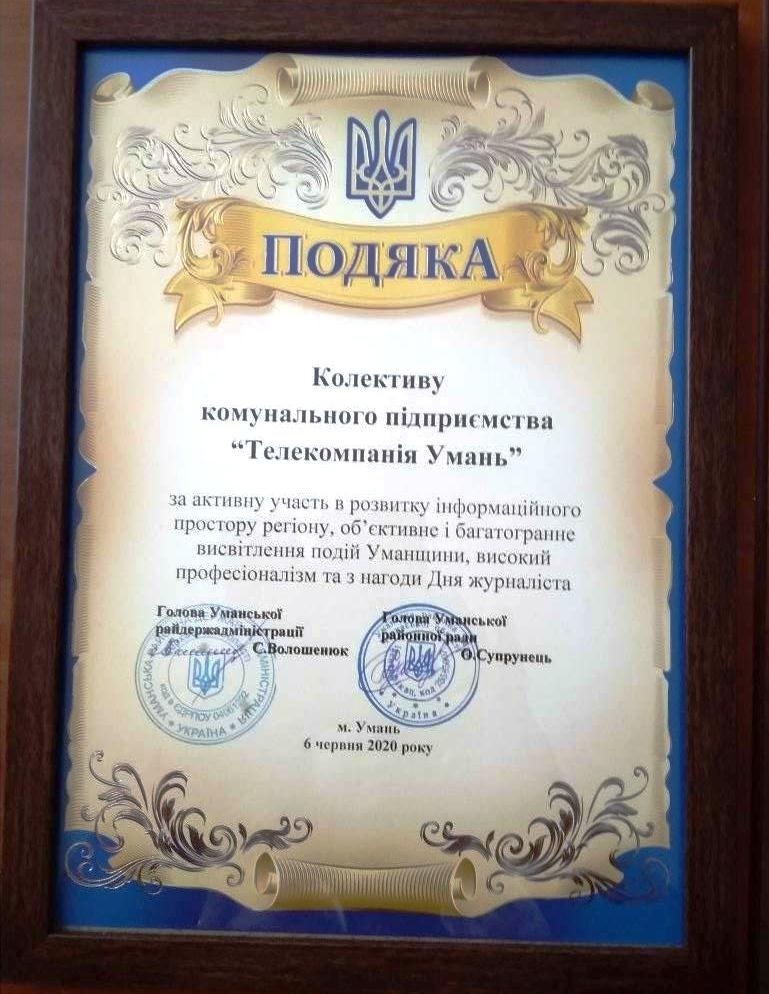 ПОДЯКА
Колективу
комунального підприємства
“Телекомпанія Умань”
за активну участь в розвитку інформаційного
простору регіону, об’єктивне і багатогранне
висвітлення подій Уманщини, високий
професіоналізм та з нагоди Дня журналіста
Голова Уманської
райдержадміністрації
С.Волошенюк
Голова Уманської
районної ради
О.Супрунець
УКРАЇНА
Україна
м. Умань
6 червня 2020 року